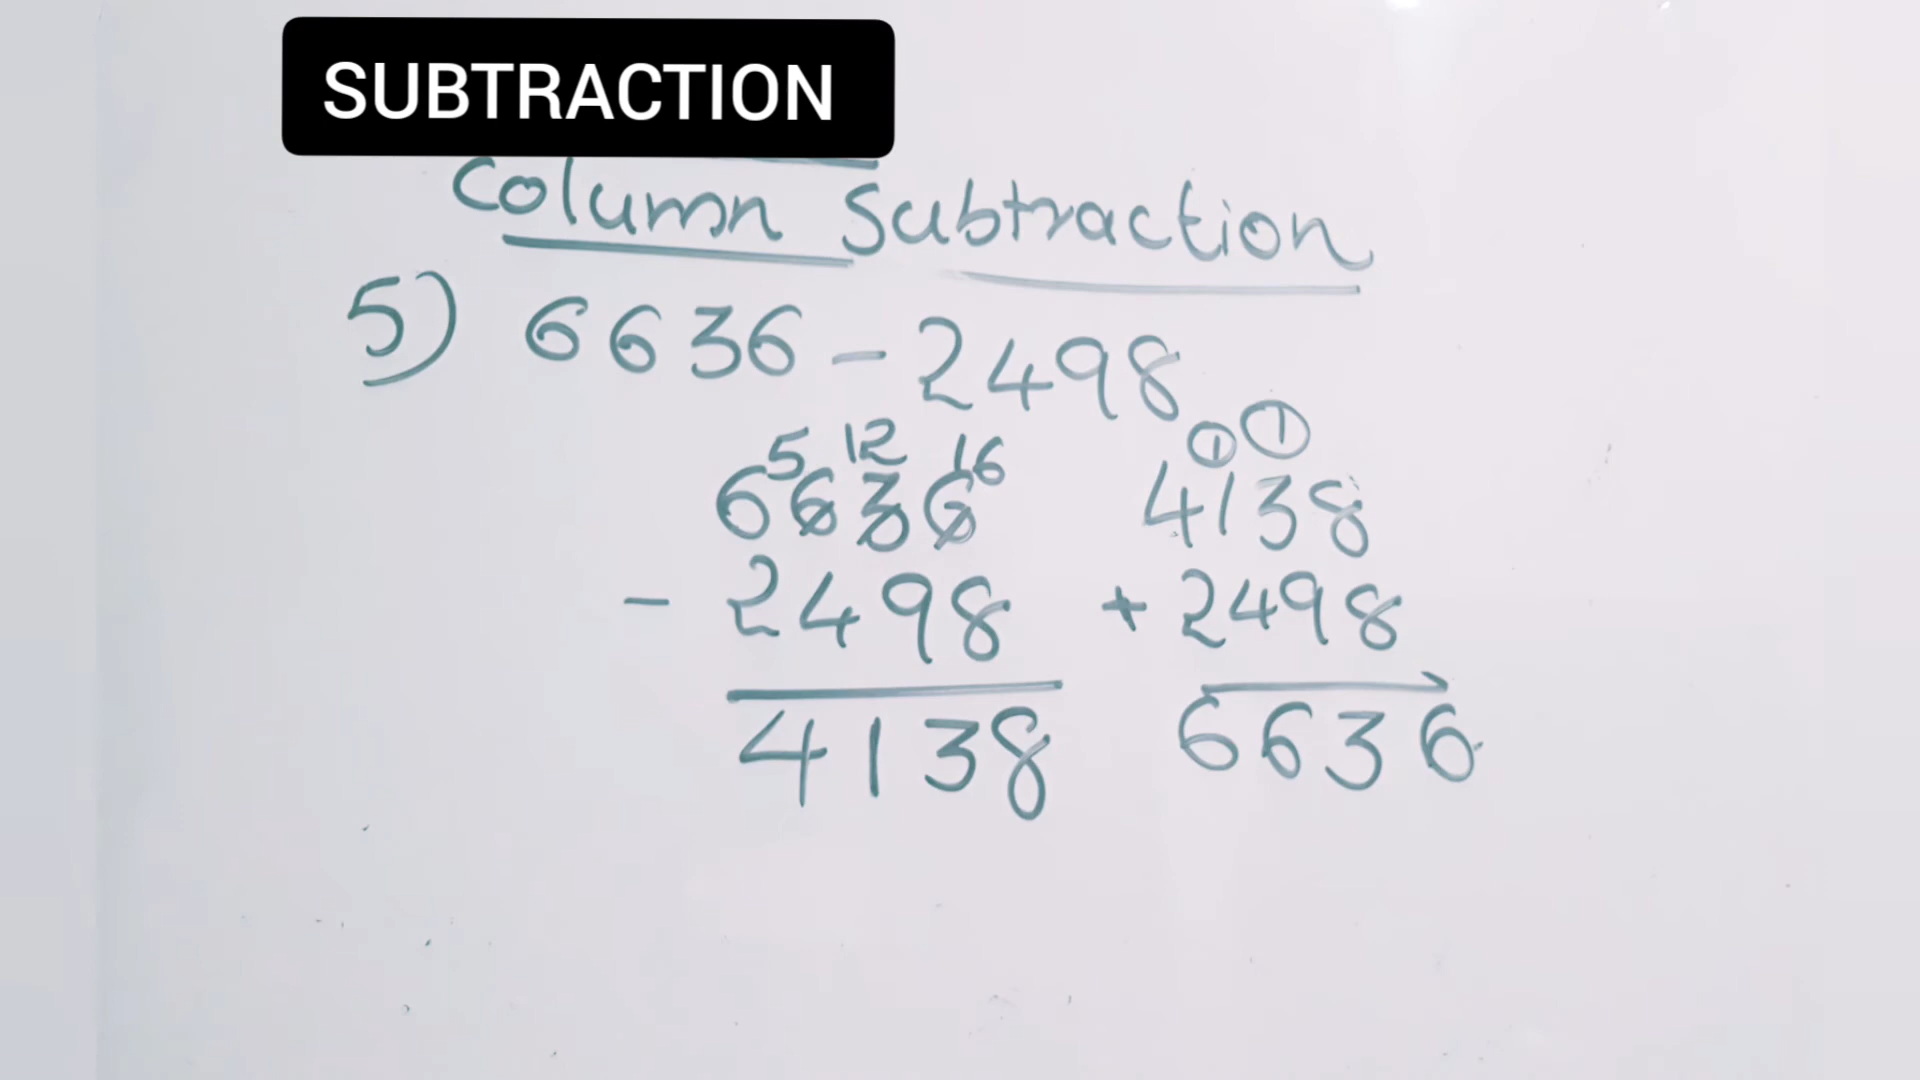 SUBTRACTION
Column Subtraction
5) 6636 - 2498
5 12 16 1 1
6636 4138
- 2498 + 2498
4138 6636